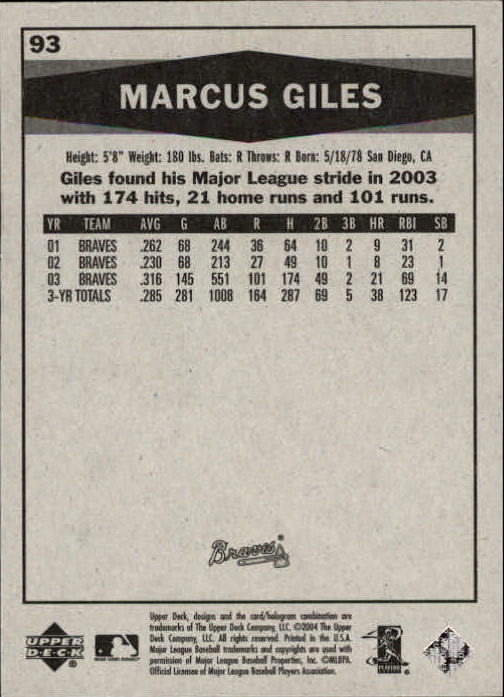 93
MARCUS GILES
Height: 5'8" Weight: 180 lbs. Bats: R Throws: R Born: 5/18/78 San Diego, CA
Giles found his Major League stride in 2003
with 174 hits, 21 home runs and 101 runs.
YR TEAM AVG G AB R H 2B 3B HR RBI SB
01 BRAVES .262 68 244 36 64 10 2 9 31 2
02 BRAVES .230 68 213 27 49 10 1 8 23 1
03 BRAVES .316 145 551 101 174 49 2 21 69 14
3-YR TOTALS .285 281 1008 164 287 69 5 38 123 17
Braves
Upper Deck, designs and the card/hologram combination are
trademarks of The Upper Deck Company, LLC. ©2004 The Upper
Deck Company, LLC. All rights reserved. Printed in the U.S.A.
Major League Baseball trademarks and copyrights are used with
permission of Major League Baseball Properties, Inc. ©MLBPA.
Official Licensee of Major League Baseball Players Association.
UPPER
DECK